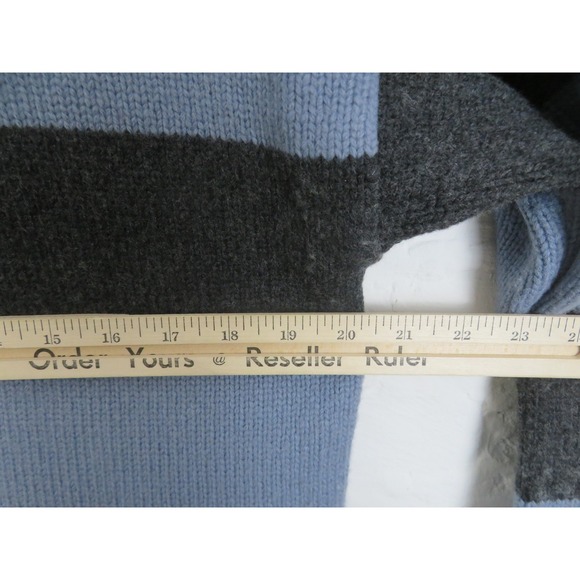 15 16 17 18 19 20 21 22 23
Order Yours @ Reseller Ruler